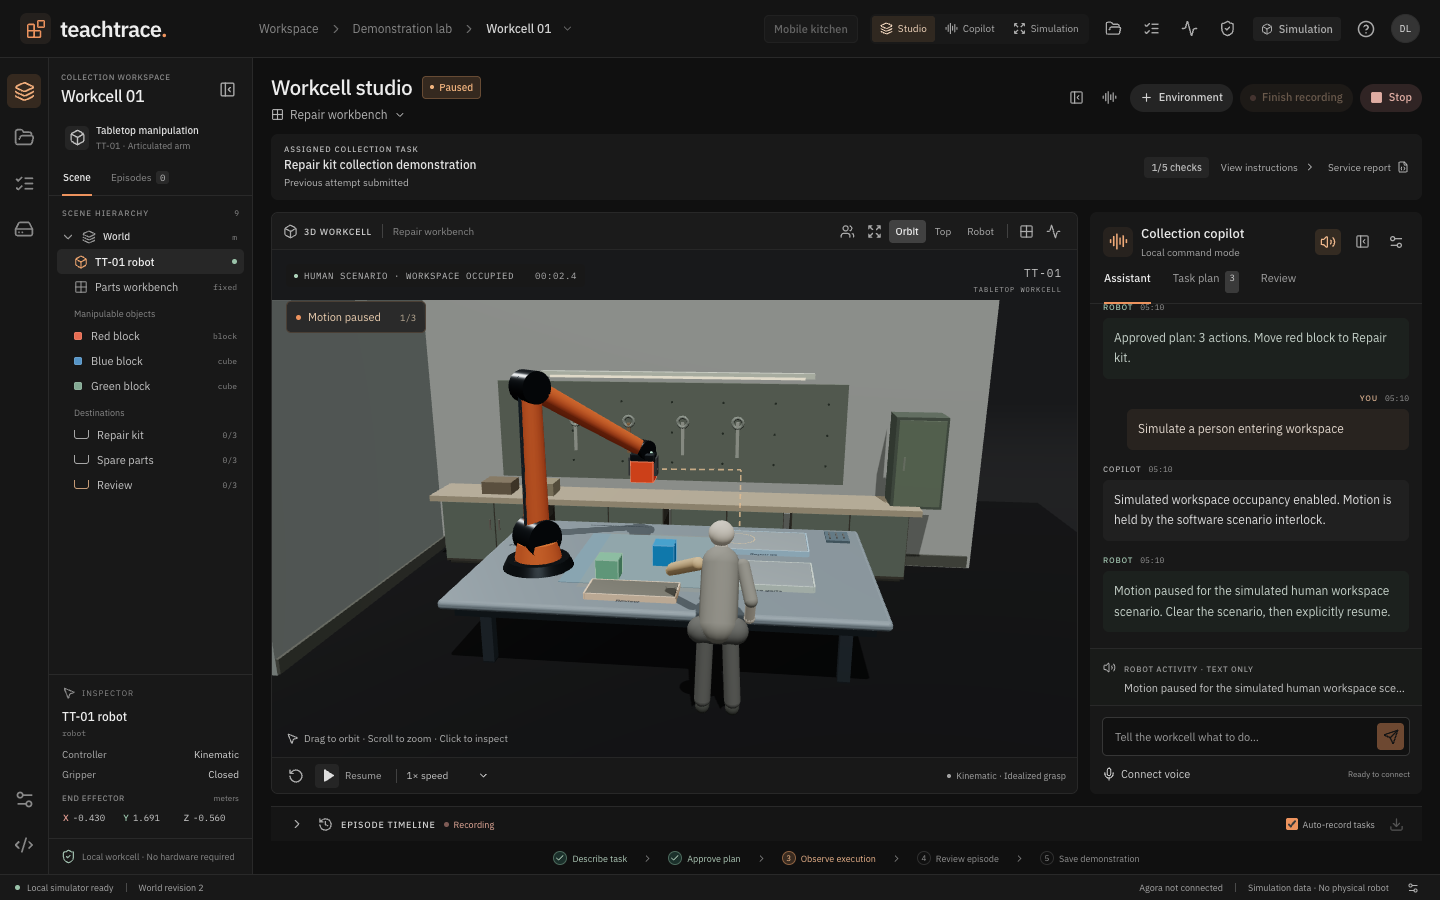 teachtrace.
Workspace
Demonstration lab
Workcell 01
Mobile kitchen
Studio
Copilot
Simulation
Simulation
DL
COLLECTION WORKSPACE
Workcell 01
Tabletop manipulation
TT-01 · Articulated arm
Scene
Episodes 0
SCENE HIERARCHY 9
World m
TT-01 robot
Parts workbench fixed
Manipulable objects
Red block block
Blue block cube
Green block cube
Destinations
Repair kit 0/3
Spare parts 0/3
Review 0/3
INSPECTOR
TT-01 robot
robot
Controller Kinematic
Gripper Closed
END EFFECTOR meters
X -0.430 Y 1.691 Z -0.560
Local workcell · No hardware required
Workcell studio
Paused
Repair workbench
Environment
Finish recording
Stop
ASSIGNED COLLECTION TASK
Repair kit collection demonstration
Previous attempt submitted
1/5 checks
View instructions
Service report
3D WORKCELL
Repair workbench
Orbit
Top
Robot
HUMAN SCENARIO · WORKSPACE OCCUPIED 00:02.4
TT-01
TABLETOP WORKCELL
Motion paused 1/3
Drag to orbit · Scroll to zoom · Click to inspect
Resume
1× speed
Kinematic · Idealized grasp
Collection copilot
Local command mode
Assistant
Task plan 3
Review
ROBOT 05:10
Approved plan: 3 actions. Move red block to Repair
kit.
YOU 05:10
Simulate a person entering workspace
COPILOT 05:10
Simulated workspace occupancy enabled. Motion is
held by the software scenario interlock.
ROBOT 05:10
Motion paused for the simulated human workspace
scenario. Clear the scenario, then explicitly resume.
ROBOT ACTIVITY · TEXT ONLY
Motion paused for the simulated human workspace sce...
Tell the workcell what to do...
Connect voice
Ready to connect
EPISODE TIMELINE
Recording
Auto-record tasks
Describe task
Approve plan
3 Observe execution
4 Review episode
5 Save demonstration
Local simulator ready
World revision 2
Agora not connected
Simulation data · No physical robot